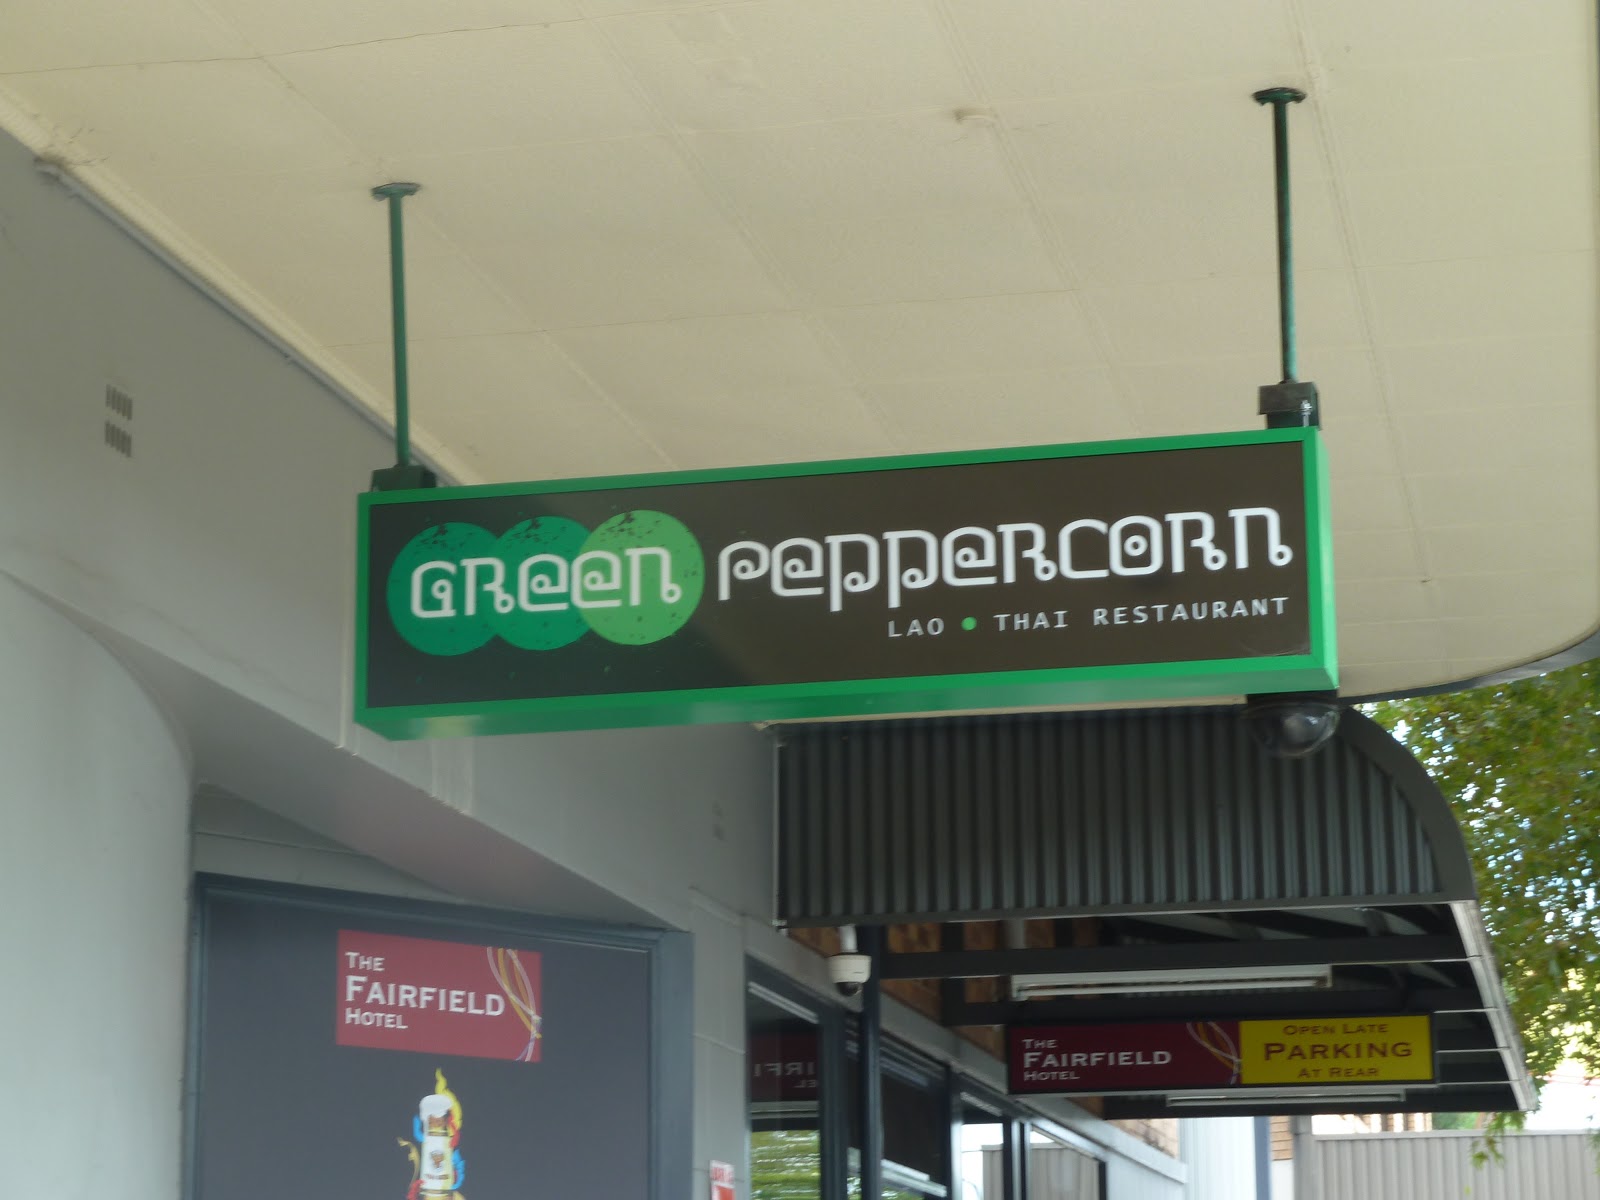 GREEN PEPPERCORN
LAO • THAI RESTAURANT
THE
FAIRFIELD
HOTEL
THE
FAIRFIELD
HOTEL
OPEN LATE
PARKING
AT REAR